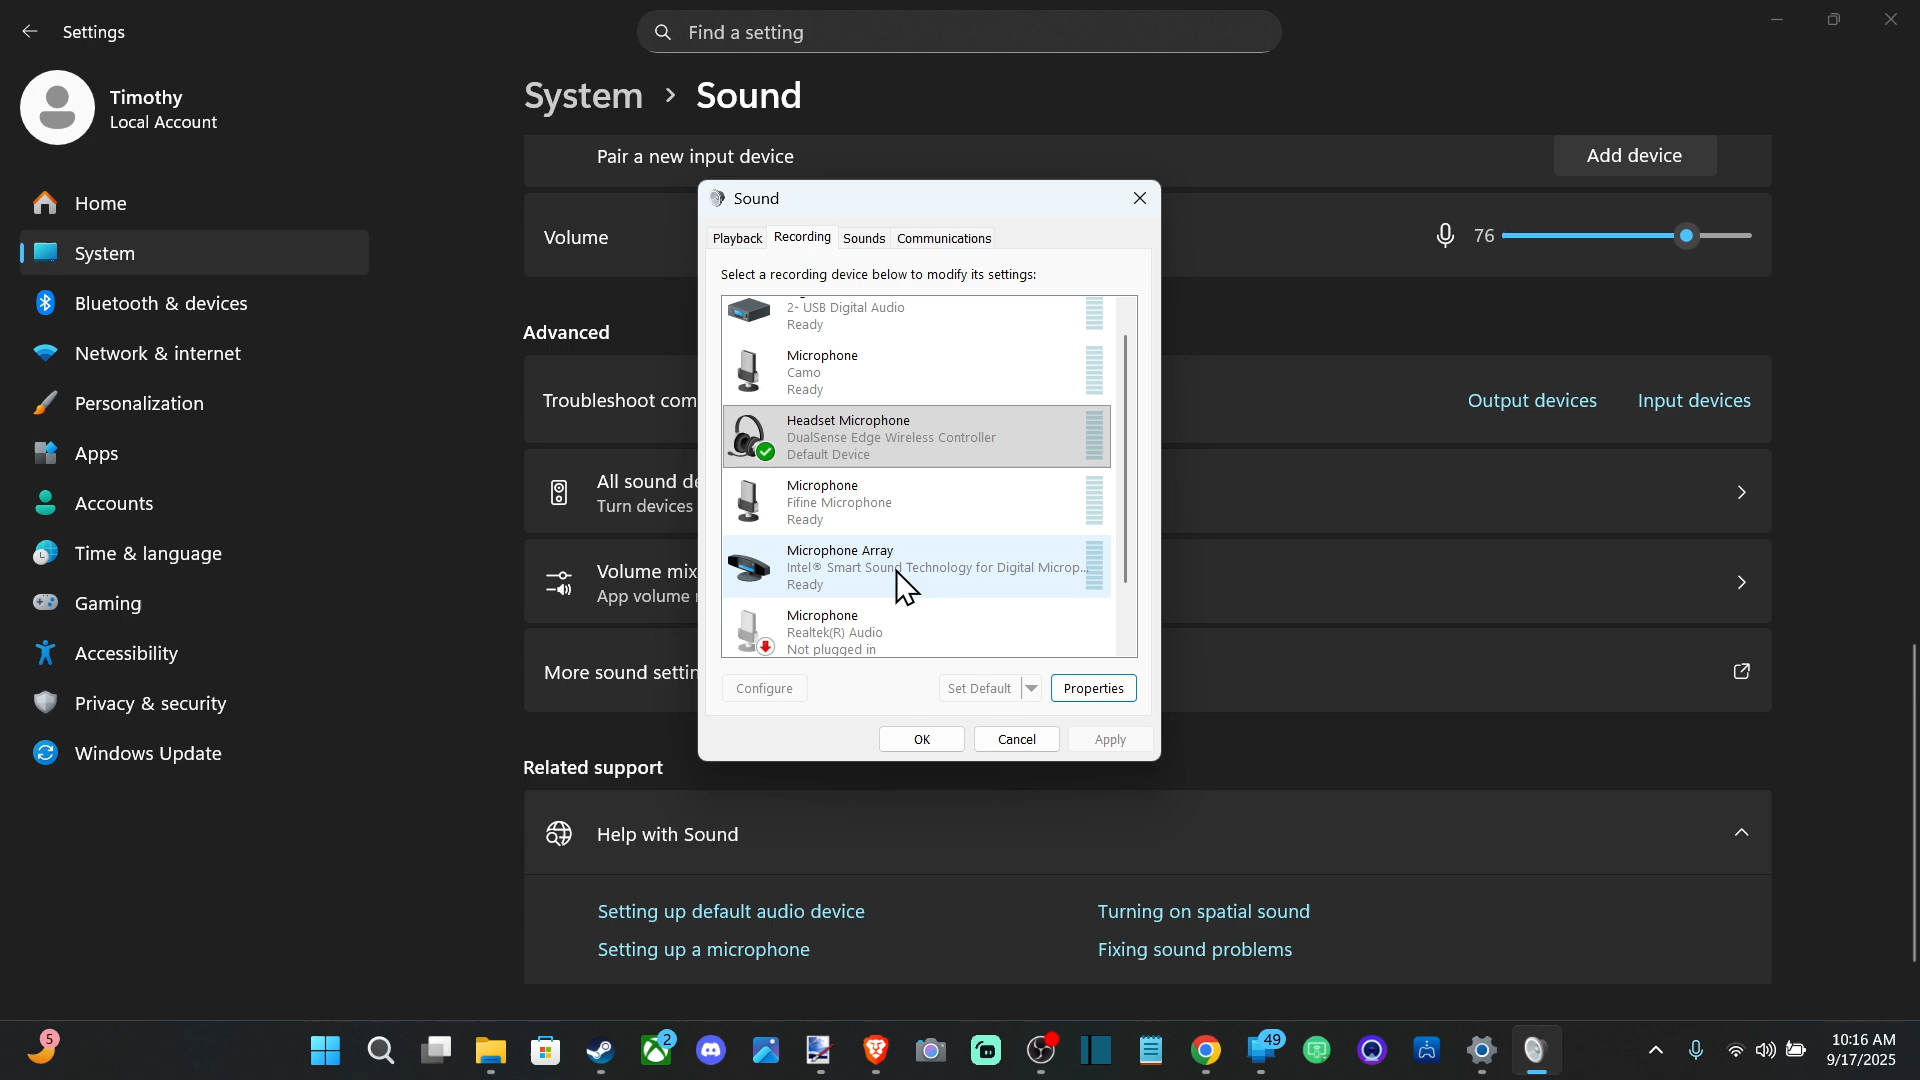 Settings
Find a setting
Timothy
Local Account
Home
System
Bluetooth & devices
Network & internet
Personalization
Apps
Accounts
Time & language
Gaming
Accessibility
Privacy & security
Windows Update
System > Sound
Pair a new input device
Add device
Volume
76
Advanced
Troubleshoot com
Output devices
Input devices
All sound de
Turn devices
Volume mix
App volume
More sound settin
Related support
Help with Sound
Setting up default audio device
Turning on spatial sound
Setting up a microphone
Fixing sound problems
Sound
Playback
Recording
Sounds
Communications
Select a recording device below to modify its settings:
2- USB Digital Audio
Ready
Microphone
Camo
Ready
Headset Microphone
DualSense Edge Wireless Controller
Default Device
Microphone
Fifine Microphone
Ready
Microphone Array
Intel® Smart Sound Technology for Digital Microp...
Ready
Microphone
Realtek(R) Audio
Not plugged in
Configure
Set Default
Properties
OK
Cancel
Apply
5
2
49
10:16 AM
9/17/2025